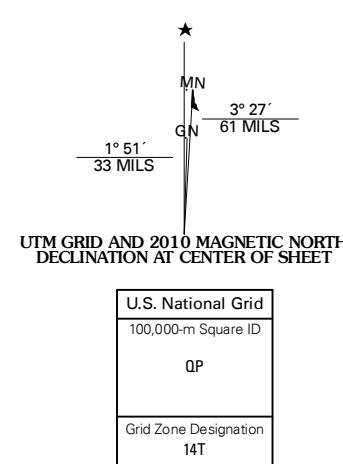 MN
3° 27´
61 MILS
GN
1° 51´
33 MILS
UTM GRID AND 2010 MAGNETIC NORTH
DECLINATION AT CENTER OF SHEET
U.S. National Grid
100,000-m Square ID
QP
Grid Zone Designation
14T